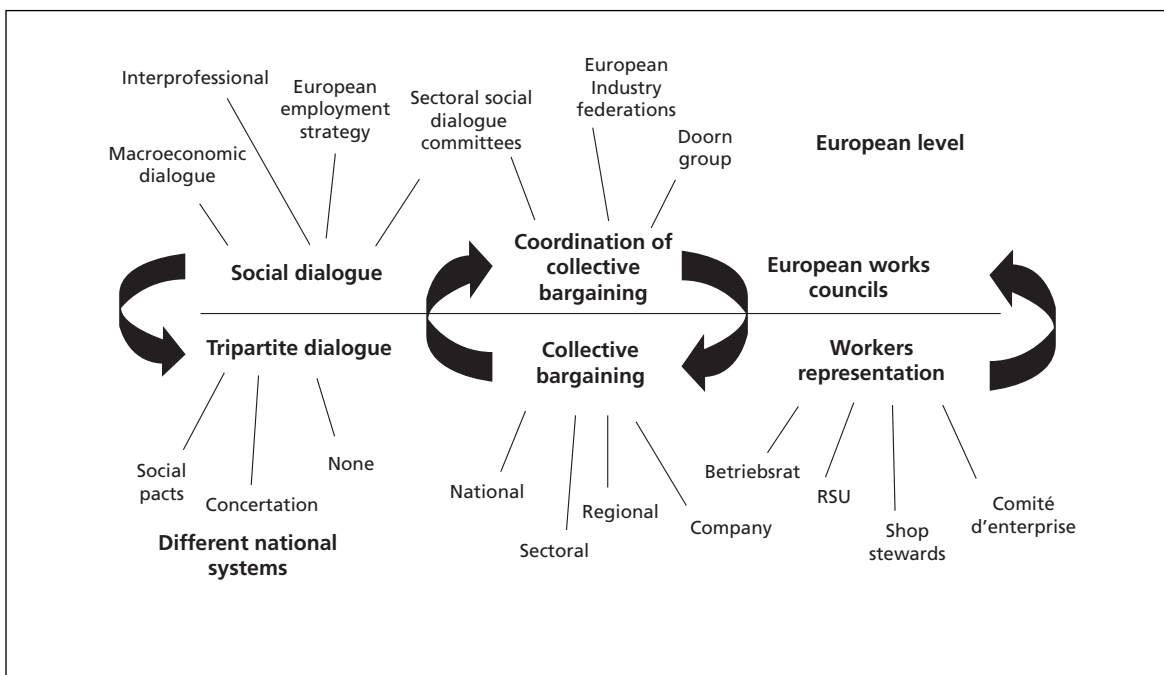 Interprofessional
European
employment
strategy
Macroeconomic
dialogue
Sectoral social
dialogue
committees
European
Industry
federations
Doorn
group
European level
Social dialogue
Coordination of
collective
bargaining
European works
councils
Tripartite dialogue
Collective
bargaining
Workers
representation
Social
pacts
Concertation
None
Different national
systems
National
Sectoral
Regional
Company
Betriebsrat
RSU
Shop
stewards
Comité
d’enterprise